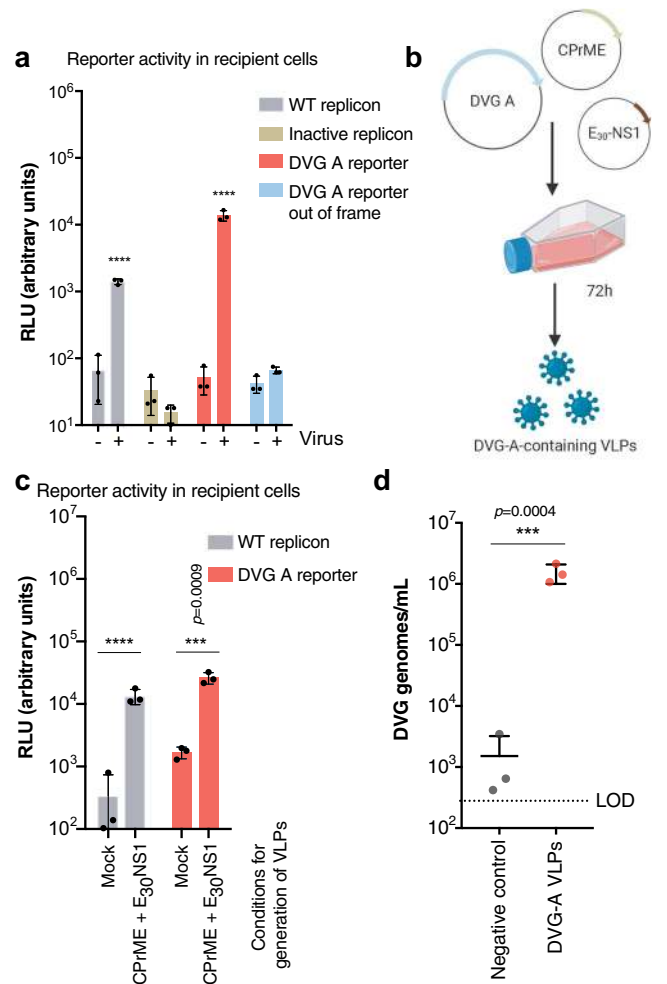 a
Reporter activity in recipient cells
RLU (arbitrary units)
10⁶
10⁵
10⁴
10³
10²
10¹
WT replicon
Inactive replicon
DVG A reporter
DVG A reporter
out of frame
****
****
- + - + - + - + Virus
b
CPrME
DVG A
E₃₀-NS1
72h
DVG-A-containing VLPs
c
Reporter activity in recipient cells
RLU (arbitrary units)
10⁷
10⁶
10⁵
10⁴
10³
10²
WT replicon
DVG A reporter
p=0.0009
****
***
Mock
CPrME + E₃₀NS1
Mock
CPrME + E₃₀NS1
Conditions for
generation of VLPs
d
p=0.0004
***
DVG genomes/mL
10⁷
10⁶
10⁵
10⁴
10³
10²
LOD
Negative control
DVG-A VLPs